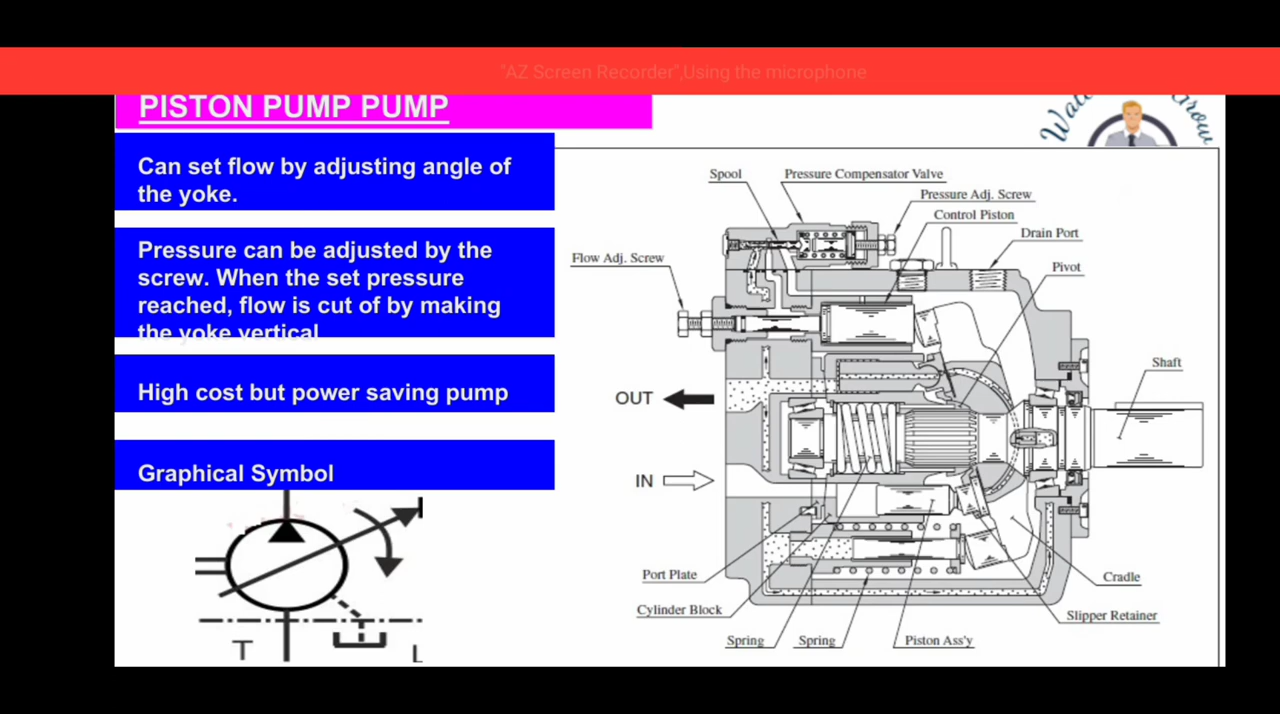 "AZ Screen Recorder",Using the microphone
PISTON PUMP PUMP
Can set flow by adjusting angle of
the yoke.
Pressure can be adjusted by the
screw. When the set pressure
reached, flow is cut of by making
the yoke vertical
High cost but power saving pump
Graphical Symbol
T
L
Spool
Pressure Compensator Valve
Pressure Adj. Screw
Control Piston
Drain Port
Flow Adj. Screw
Pivot
Shaft
OUT
IN
Port Plate
Cradle
Cylinder Block
Slipper Retainer
Spring
Spring
Piston Ass'y